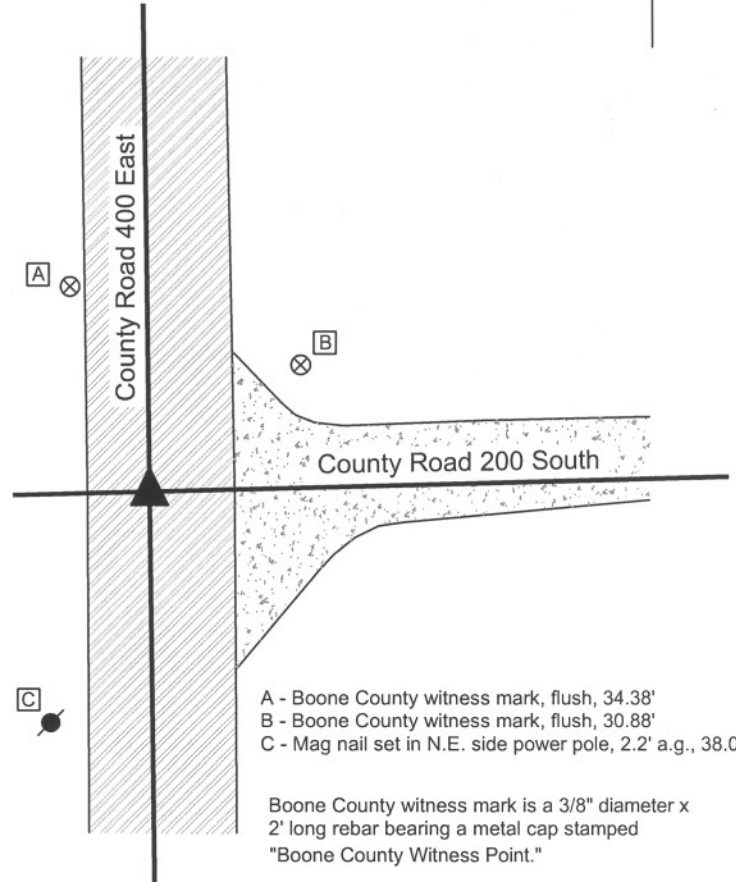 County Road 400 East
A
B
County Road 200 South
C
A - Boone County witness mark, flush, 34.38'
B - Boone County witness mark, flush, 30.88'
C - Mag nail set in N.E. side power pole, 2.2' a.g., 38.0
Boone County witness mark is a 3/8" diameter x
2' long rebar bearing a metal cap stamped
"Boone County Witness Point."